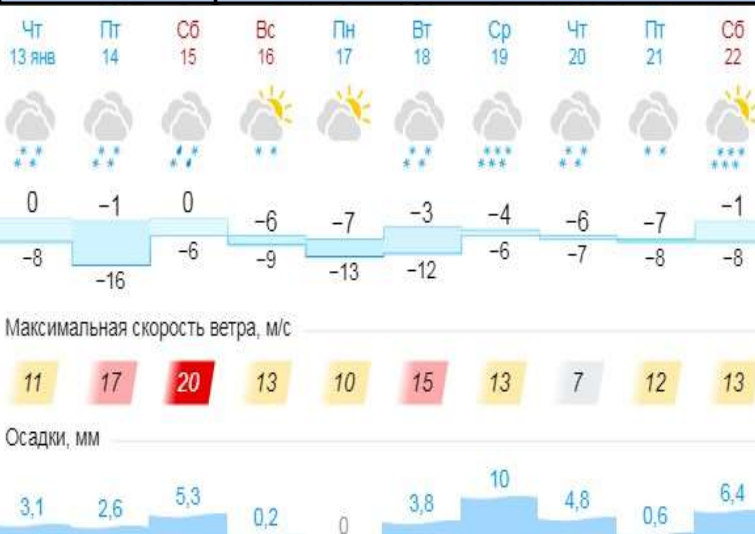 Чт Пт Сб Вс Пн Вт Ср Чт Пт Сб
13 янв 14 15 16 17 18 19 20 21 22
0 −1 0 −6 −7 −3 −4 −6 −7 −1
−8 −16 −6 −9 −13 −12 −6 −7 −8 −8
Максимальная скорость ветра, м/с
11 17 20 13 10 15 13 7 12 13
Осадки, мм
3,1 2,6 5,3 0,2 0 3,8 10 4,8 0,6 6,4